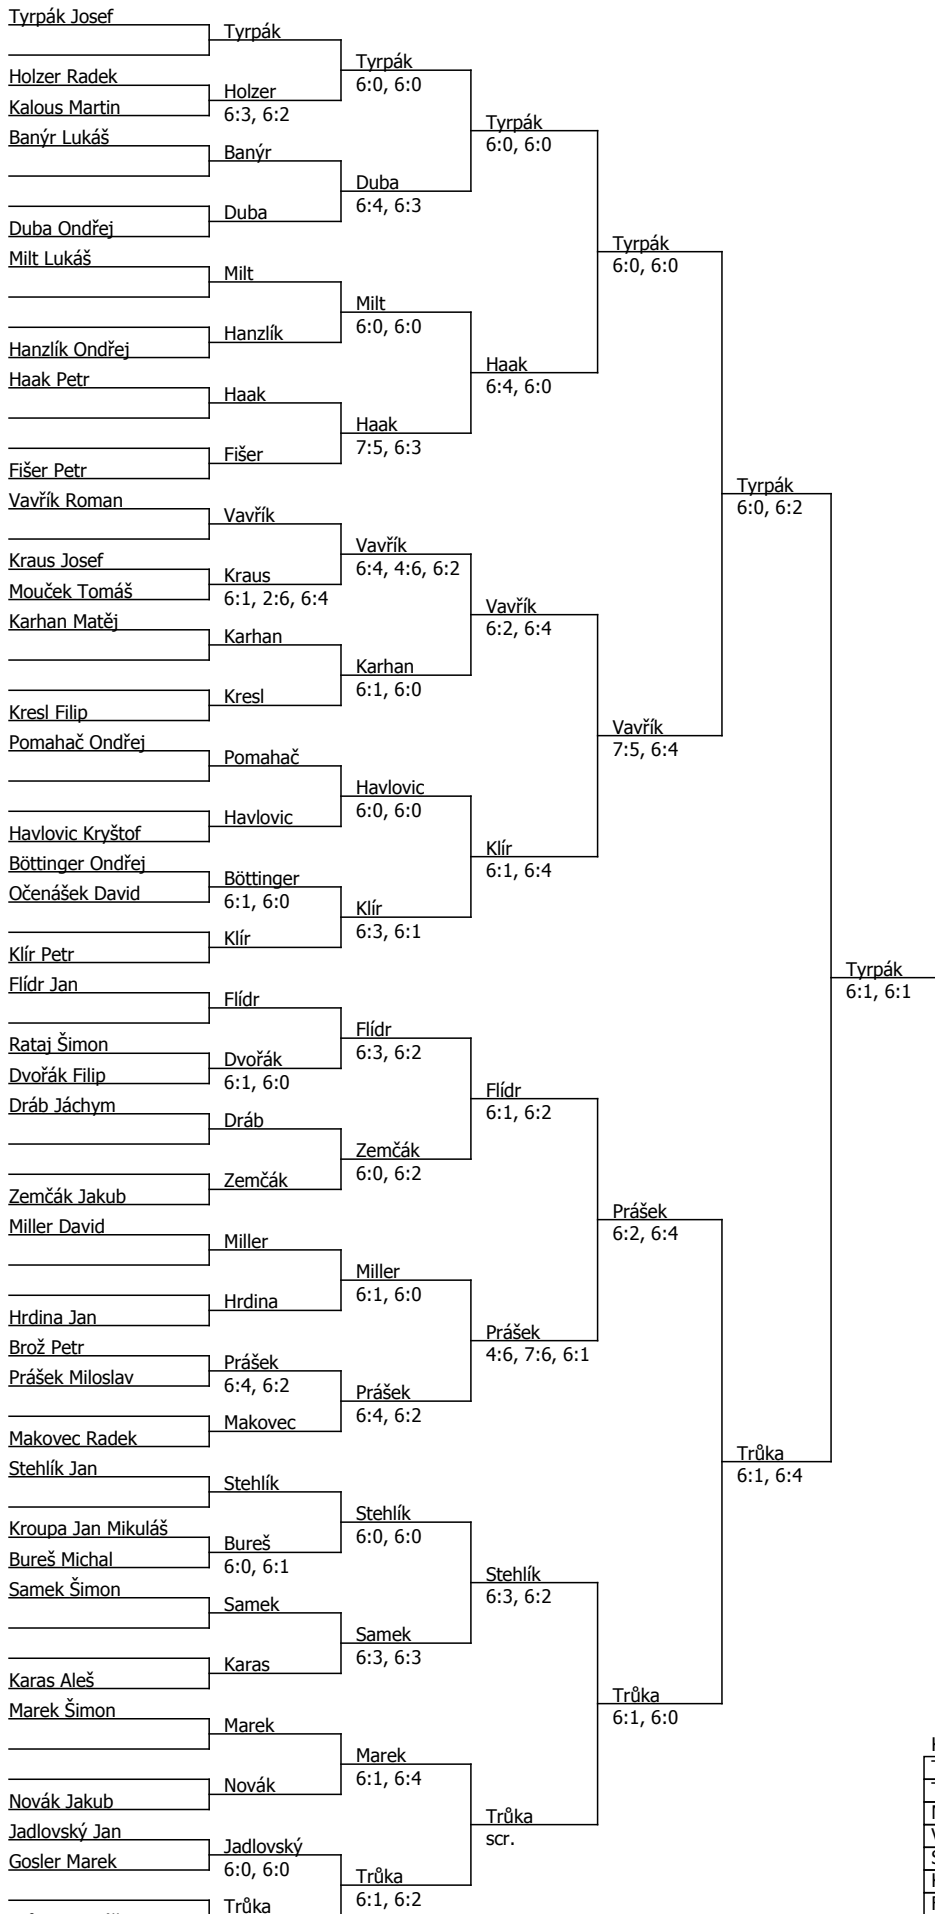 Tyrpák Josef
Holzer Radek
Kalous Martin
Banýr Lukáš
Duba Ondřej
Milt Lukáš
Hanzlík Ondřej
Haak Petr
Fišer Petr
Vavřík Roman
Kraus Josef
Mouček Tomáš
Karhan Matěj
Kresl Filip
Pomahač Ondřej
Havlovic Kryštof
Böttinger Ondřej
Očenášek David
Klír Petr
Flídr Jan
Rataj Šimon
Dvořák Filip
Dráb Jáchym
Zemčák Jakub
Miller David
Hrdina Jan
Brož Petr
Prášek Miloslav
Makovec Radek
Stehlík Jan
Kroupa Jan Mikuláš
Bureš Michal
Samek Šimon
Karas Aleš
Marek Šimon
Novák Jakub
Jadlovský Jan
Gosler Marek
Tyrpák
Holzer
6:3, 6:2
Banýr
Duba
Milt
Hanzlík
Haak
Fišer
Vavřík
Kraus
6:1, 2:6, 6:4
Karhan
Kresl
Pomahač
Havlovic
Böttinger
6:1, 6:0
Klír
Flídr
Dvořák
6:1, 6:0
Dráb
Zemčák
Miller
Hrdina
Prášek
6:4, 6:2
Makovec
Stehlík
Bureš
6:0, 6:1
Samek
Karas
Marek
Novák
Jadlovský
6:0, 6:0
Trůka
Tyrpák
6:0, 6:0
Duba
6:4, 6:3
Milt
6:0, 6:0
Haak
7:5, 6:3
Vavřík
6:4, 4:6, 6:2
Karhan
6:1, 6:0
Havlovic
6:0, 6:0
Klír
6:3, 6:1
Flídr
6:3, 6:2
Zemčák
6:0, 6:2
Miller
6:1, 6:0
Prášek
6:4, 6:2
Stehlík
6:0, 6:0
Samek
6:3, 6:3
Marek
6:1, 6:4
Trůka
6:1, 6:2
Tyrpák
6:0, 6:0
Haak
6:4, 6:0
Vavřík
6:2, 6:4
Klír
6:1, 6:4
Flídr
6:1, 6:2
Prášek
4:6, 7:6, 6:1
Stehlík
6:3, 6:2
Trůka
scr.
Tyrpák
6:0, 6:0
Vavřík
7:5, 6:4
Prášek
6:2, 6:4
Trůka
6:1, 6:0
Tyrpák
6:0, 6:2
Trůka
6:1, 6:4
Tyrpák
6:1, 6:1